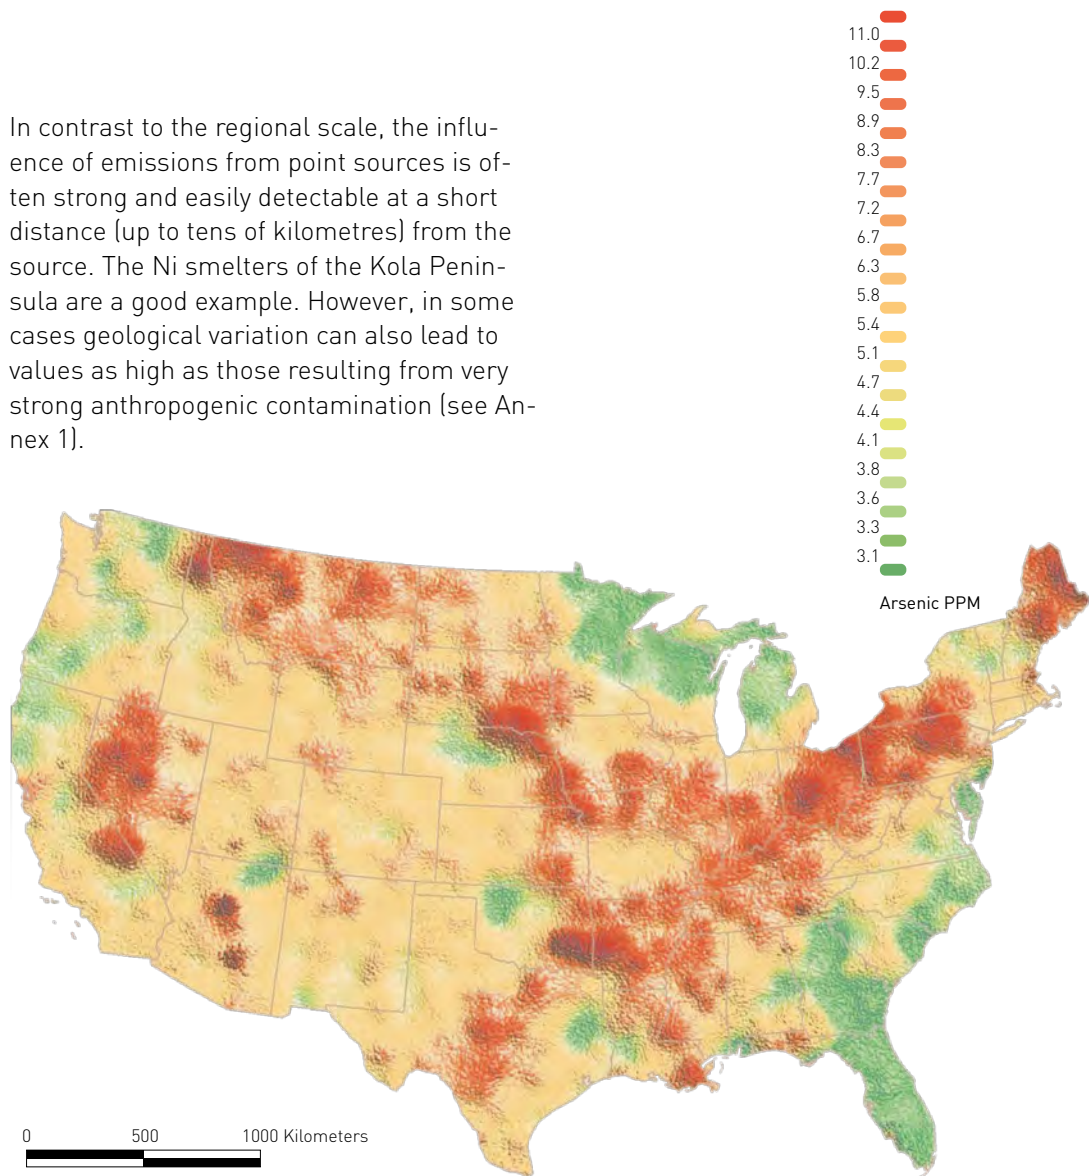 11.0
10.2
9.5
8.9
8.3
7.7
7.2
6.7
6.3
5.8
5.4
5.1
4.7
4.4
4.1
3.8
3.6
3.3
3.1
Arsenic PPM
In contrast to the regional scale, the influ-
ence of emissions from point sources is of-
ten strong and easily detectable at a short
distance (up to tens of kilometres) from the
source. The Ni smelters of the Kola Penin-
sula are a good example. However, in some
cases geological variation can also lead to
values as high as those resulting from very
strong anthropogenic contamination (see An-
nex 1).
0 500 1000 Kilometers